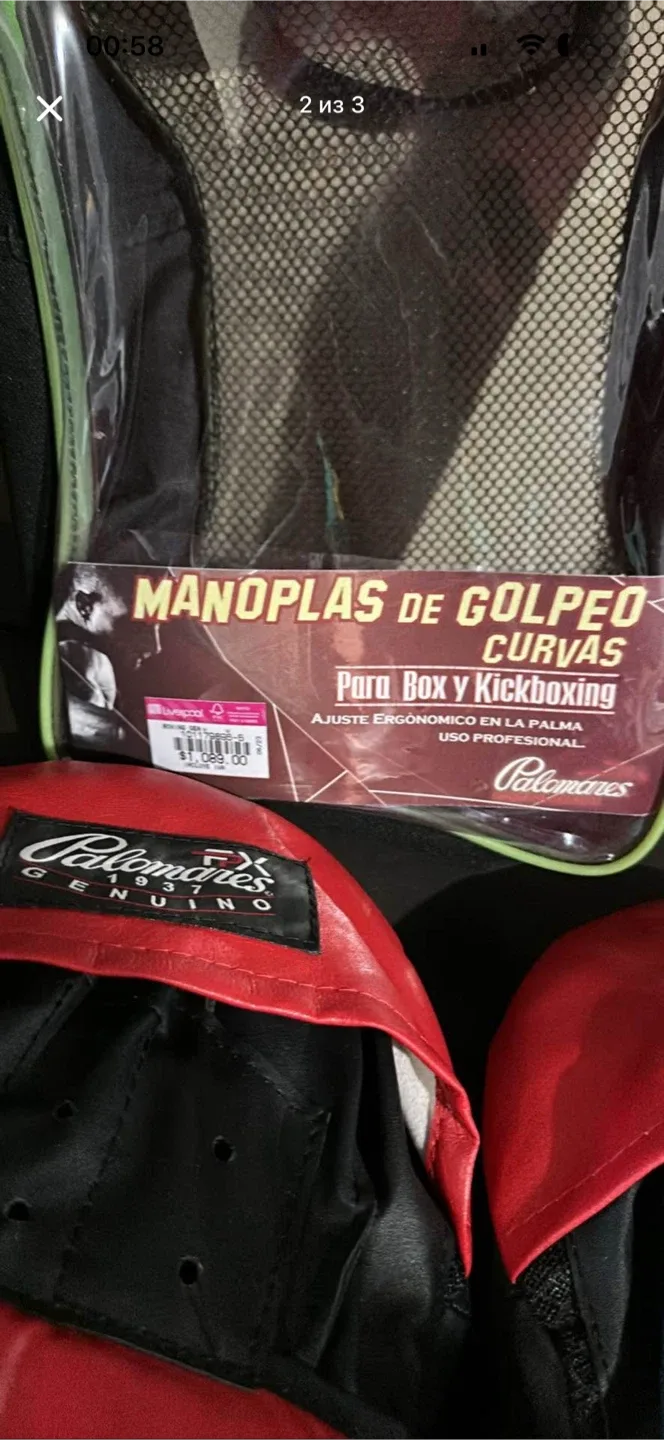 00:58
2 из 3
MANOPLAS DE GOLPEO
CURVAS
Para Box y Kickboxing
AJUSTE ERGÓNOMICO EN LA PALMA
USO PROFESIONAL.
Palomares
Liverpool
$1,089.00
Palomares
1937
GENUINO